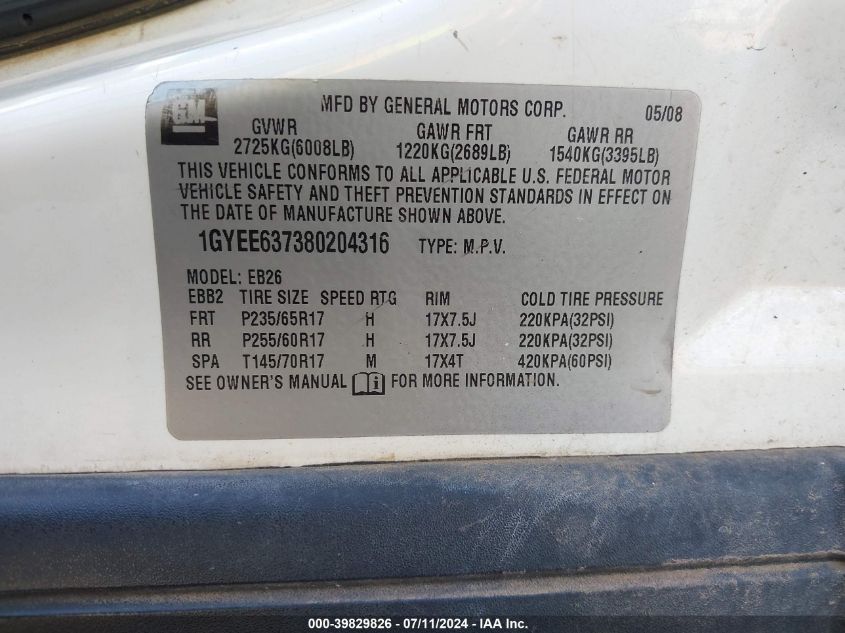 GM
MFD BY GENERAL MOTORS CORP. 05/08
GVWR GAWR FRT GAWR RR
2725KG(6008LB) 1220KG(2689LB) 1540KG(3395LB)
THIS VEHICLE CONFORMS TO ALL APPLICABLE U.S. FEDERAL MOTOR
VEHICLE SAFETY AND THEFT PREVENTION STANDARDS IN EFFECT ON
THE DATE OF MANUFACTURE SHOWN ABOVE.
1GYEE637380204316 TYPE: M.P.V.
MODEL: EB26
EBB2 TIRE SIZE SPEED RTG RIM COLD TIRE PRESSURE
FRT P235/65R17 H 17X7.5J 220KPA(32PSI)
RR P255/60R17 H 17X7.5J 220KPA(32PSI)
SPA T145/70R17 M 17X4T 420KPA(60PSI)
SEE OWNER'S MANUAL i FOR MORE INFORMATION.
000-39829826 / 07/11/2024 / © IAA